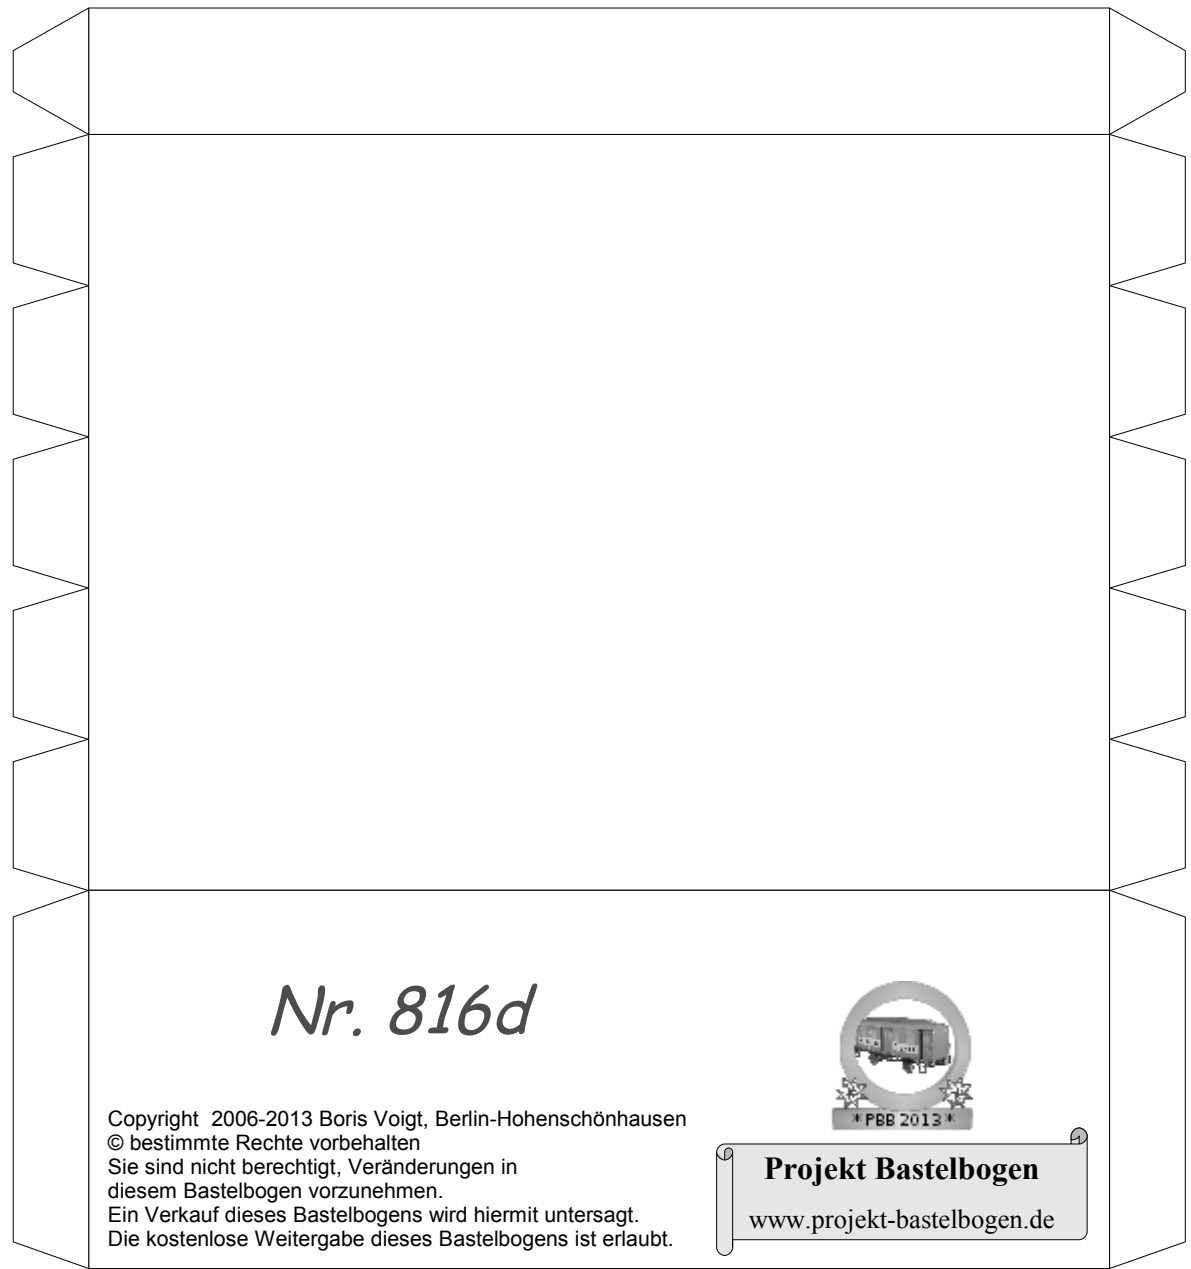 Nr. 816d
Copyright  2006-2013 Boris Voigt, Berlin-Hohenschönhausen
© bestimmte Rechte vorbehalten
Sie sind nicht berechtigt, Veränderungen in
diesem Bastelbogen vorzunehmen.
Ein Verkauf dieses Bastelbogens wird hiermit untersagt.
Die kostenlose Weitergabe dieses Bastelbogens ist erlaubt.
*PBB 2013*
Projekt Bastelbogen
www.projekt-bastelbogen.de